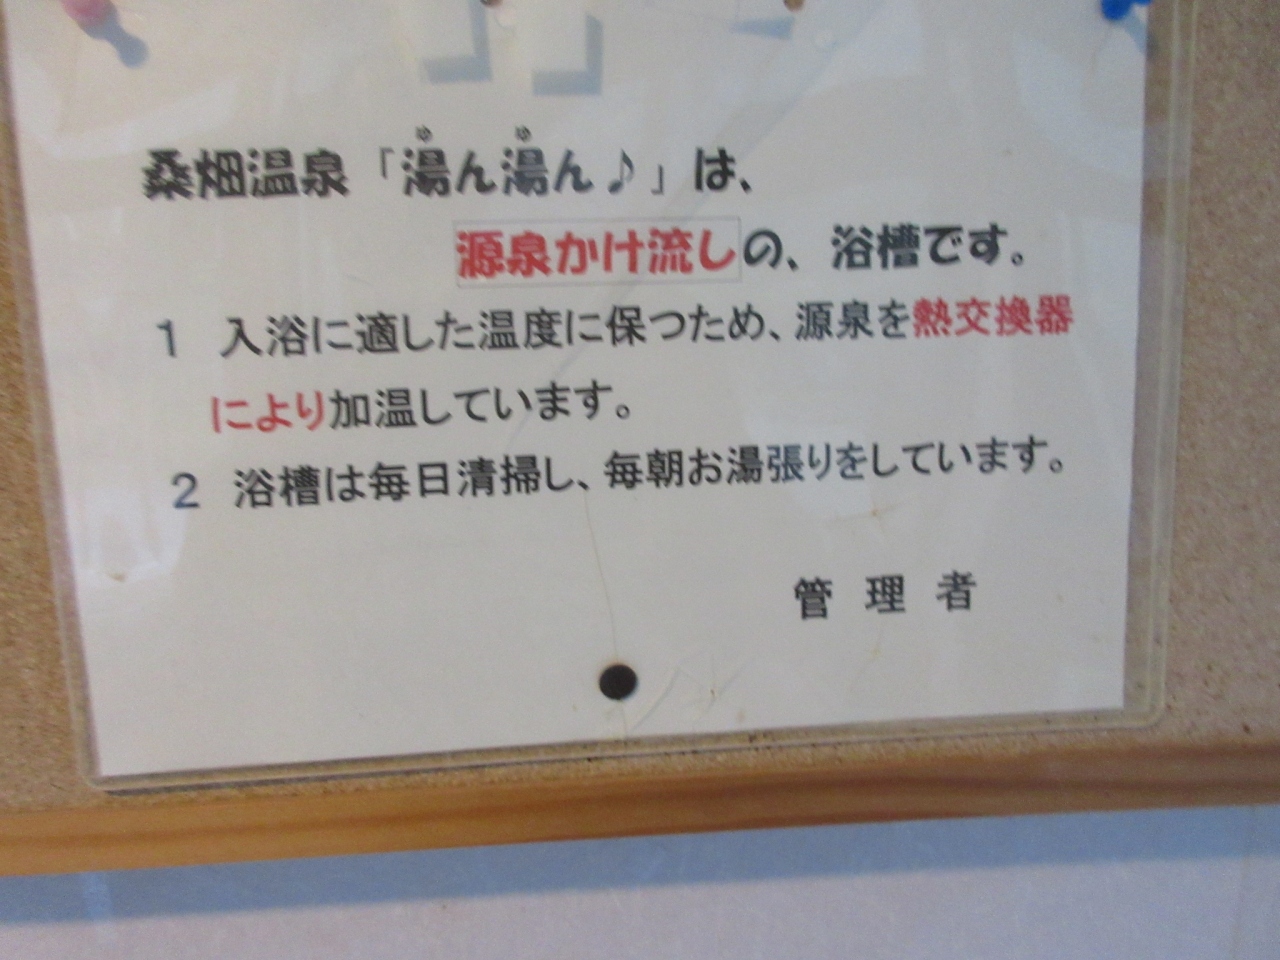 桑畑温泉「湯ん湯ん♪」は、
源泉かけ流しの、浴槽です。
1 入浴に適した温度に保つため、源泉を熱交換器
により加温しています。
2 浴槽は毎日清掃し、毎朝お湯張りをしています。
管理者